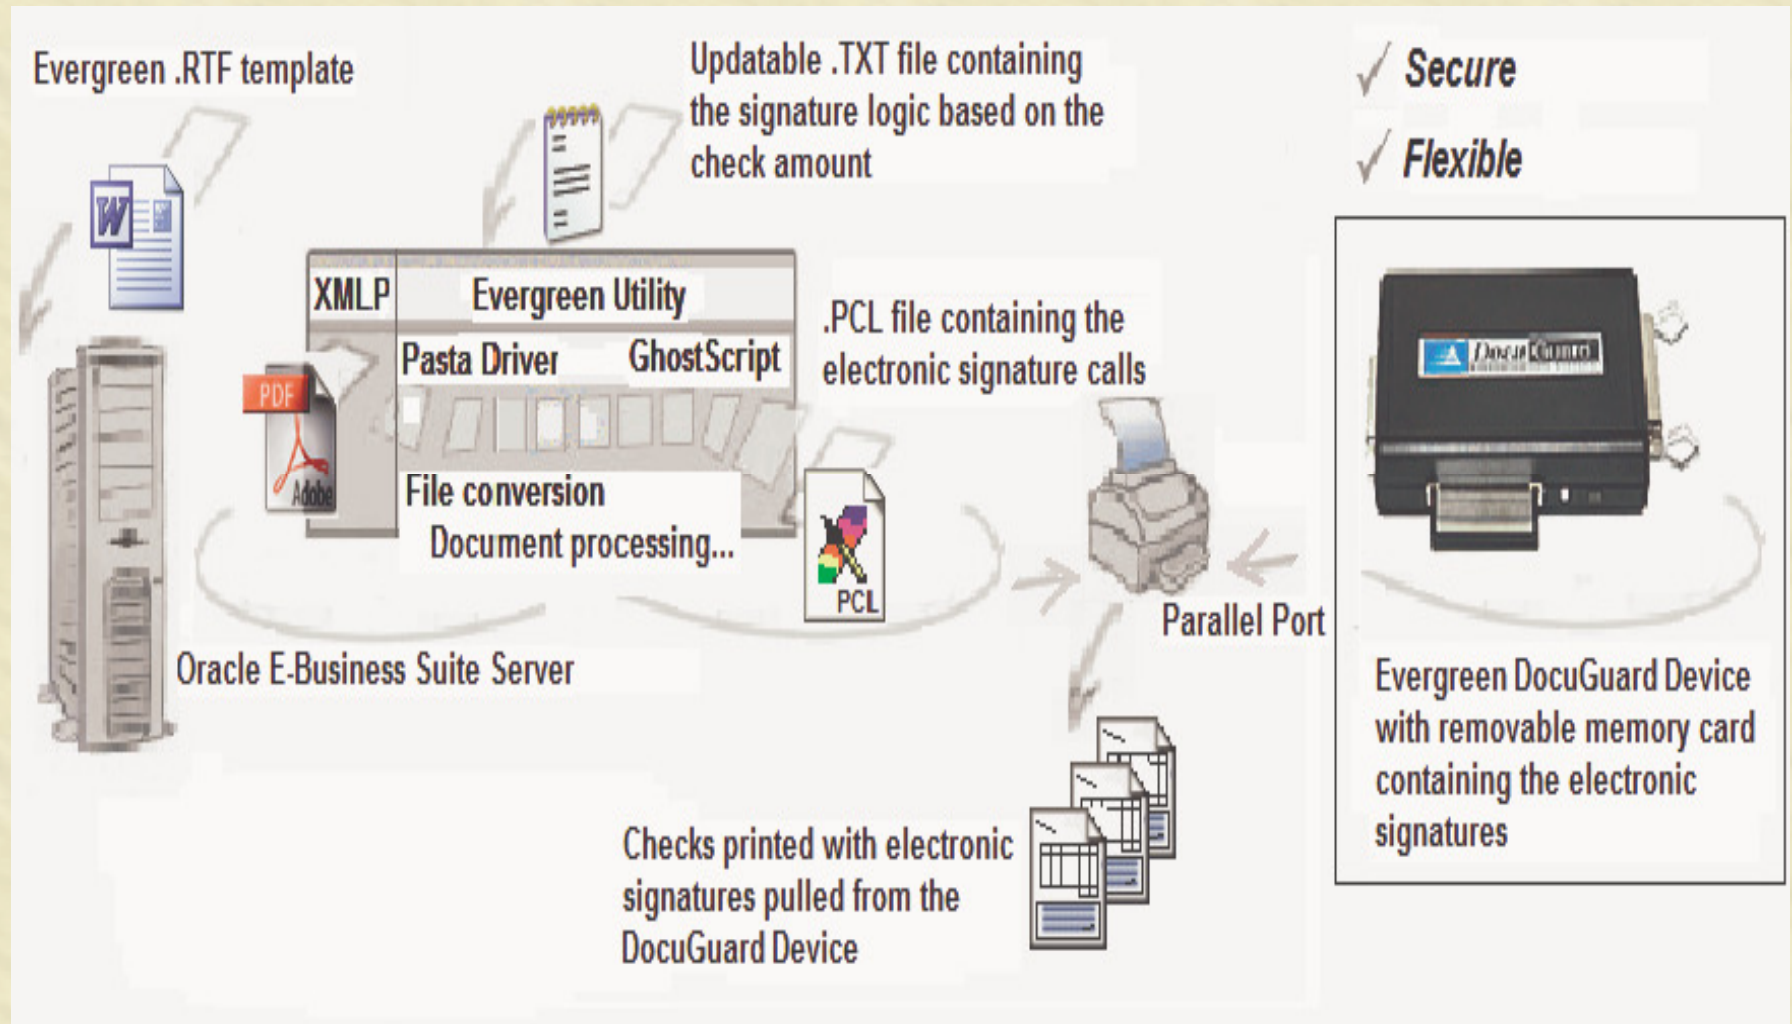 Evergreen .RTF template
Updatable .TXT file containing
the signature logic based on the
check amount
Secure
Flexible
W
XMLP
Evergreen Utility
Pasta Driver
GhostScript
PDF
Adobe
File conversion
Document processing...
.PCL file containing the
electronic signature calls
PCL
Parallel Port
Oracle E-Business Suite Server
DocuGuard
Evergreen DocuGuard Device
with removable memory card
containing the electronic
signatures
Checks printed with electronic
signatures pulled from the
DocuGuard Device